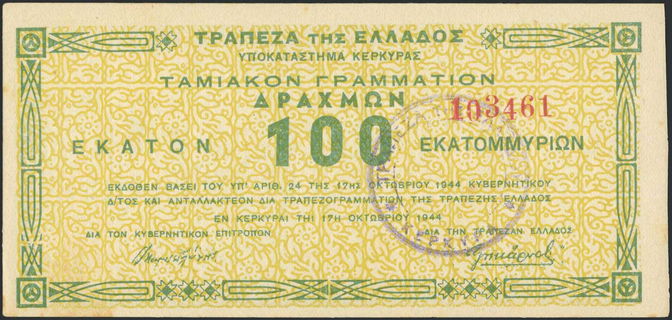 ΤΡΑΠΕΖΑ ΤΗΣ ΕΛΛΑΔΟΣ
ΥΠΟΚΑΤΑΣΤΗΜΑ ΚΕΡΚΥΡΑΣ
ΤΑΜΙΑΚΟΝ ΓΡΑΜΜΑΤΙΟΝ
ΔΡΑΧΜΩΝ
103461
ΕΚΑΤΟΝ 100 ΕΚΑΤΟΜΜΥΡΙΩΝ
ΕΚΔΟΘΕΝ ΒΑΣΕΙ ΤΟΥ ΥΠ' ΑΡΙΘ. 24 ΤΗΣ 17ΗΣ ΟΚΤΩΒΡΙΟΥ 1944 ΚΥΒΕΡΝΗΤΙΚΟΥ
Δ/ΤΟΣ ΚΑΙ ΑΝΤΑΛΛΑΚΤΕΟΝ ΔΙΑ ΤΡΑΠΕΖΟΓΡΑΜΜΑΤΙΩΝ ΤΗΣ ΤΡΑΠΕΖΗΣ ΕΛΛΑΔΟΣ
ΕΝ ΚΕΡΚΥΡΑΙ ΤΗΙ 17Η ΟΚΤΩΒΡΙΟΥ 1944
ΔΙΑ ΤΟΝ ΚΥΒΕΡΝΗΤΙΚΟΝ ΕΠΙΤΡΟΠΟΝ ΔΙΑ ΤΗΝ ΤΡΑΠΕΖΑΝ ΕΛΛΑΔΟΣ
ΚΕΡΚΥΡΑ